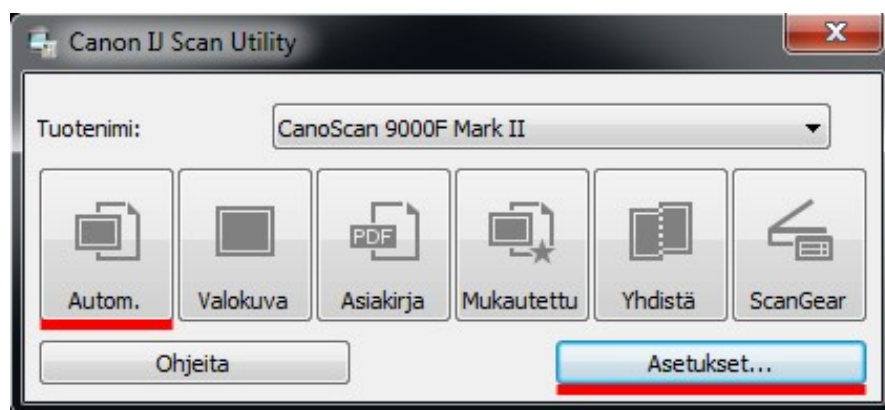 Canon IJ Scan Utility
Tuotenimi: CanoScan 9000F Mark II
PDF
Autom. Valokuva Asiakirja Mukautettu Yhdistä ScanGear
Ohjeita Asetukset...